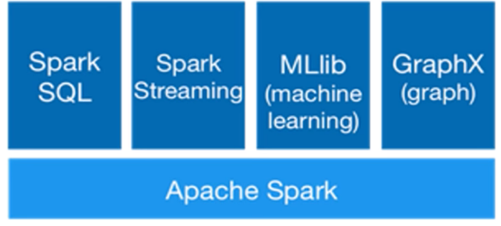 Spark
SQL
Spark
Streaming
MLlib
(machine
learning)
GraphX
(graph)
Apache Spark